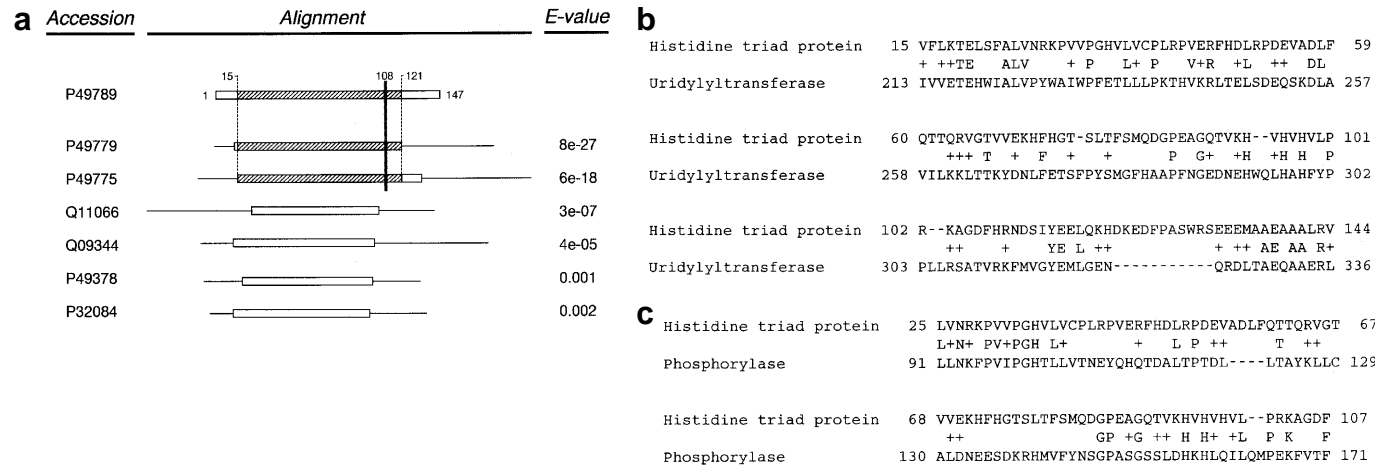 a
Accession Alignment E-value
15 108 121
P49789 1 147
P49779 8e-27
P49775 6e-18
Q11066 3e-07
Q09344 4e-05
P49378 0.001
P32084 0.002
b
Histidine triad protein 15 VFLKTELSFALVNRKPVVPGHVLVCPLRPVERFHDLRPDEVADLF 59
+ ++TE ALV + P L+ P V+R +L ++ DL
Uridylyltransferase 213 IVVETEHWIALVPYWAIWPFETLLLPKTHVKRLTELSDEQSKDLA 257
Histidine triad protein 60 QTTQRVGTVVEKHFHGT-SLTFSMQDGPEAGQTVKH--VHVHVLP 101
+++ T + F + + P G+ +H +H H P
Uridylyltransferase 258 VILKKLTTKYDNLFETSFPYSMGFHAAPFNGEDNEHWQLHAHFYP 302
Histidine triad protein 102 R--KAGDFHRNDSIYEELQKHDKEDFPASWRSEEEMAAEAAALRV 144
++ + YE L ++ + ++ AE AA R+
Uridylyltransferase 303 PLLRSATVRKFMVGYEMLGEN-----------QRDLTAEQAAERL 336
c
Histidine triad protein 25 LVNRKPVVPGHVLVCPLRPVERFHDLRPDEVADLFQTTQRVGT 67
L+N+ PV+PGH L+ + L P ++ T ++
Phosphorylase 91 LLNKFPVIPGHTLLVTNEYQHQTDALTPTDL----LTAYKLLC 129
Histidine triad protein 68 VVEKHFHGTSLTFSMQDGPEAGQTVKHVHVHVL--PRKAGDF 107
++ GP +G ++ H H+ +L P K F
Phosphorylase 130 ALDNEESDKRHMVFYNSGPASGSSLDHKHLQILQMPEKFVTF 171